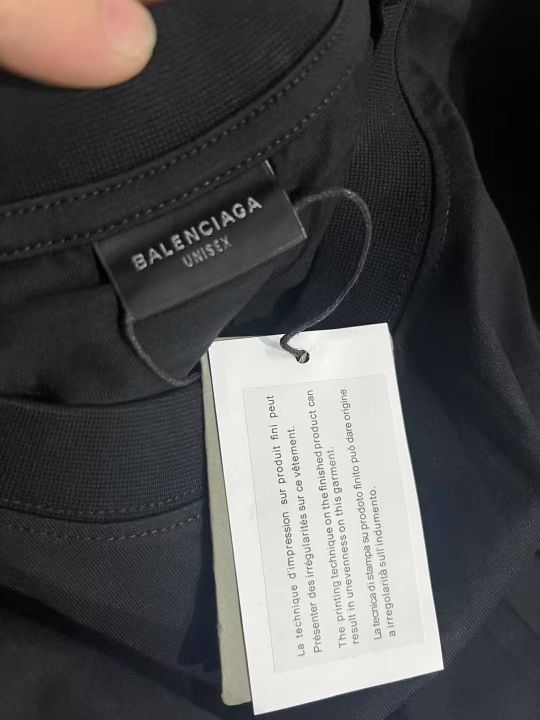 BALENCIAGA
UNISEX
La technique d'impression sur produit fini peut
Présenter des irrégularités sur ce vêtement.
The printing technique on the finished product can
result in unevenness on this garment.
La tecnica di stampa su prodoto finito può dare origine
a irregolarità sull'indumento.